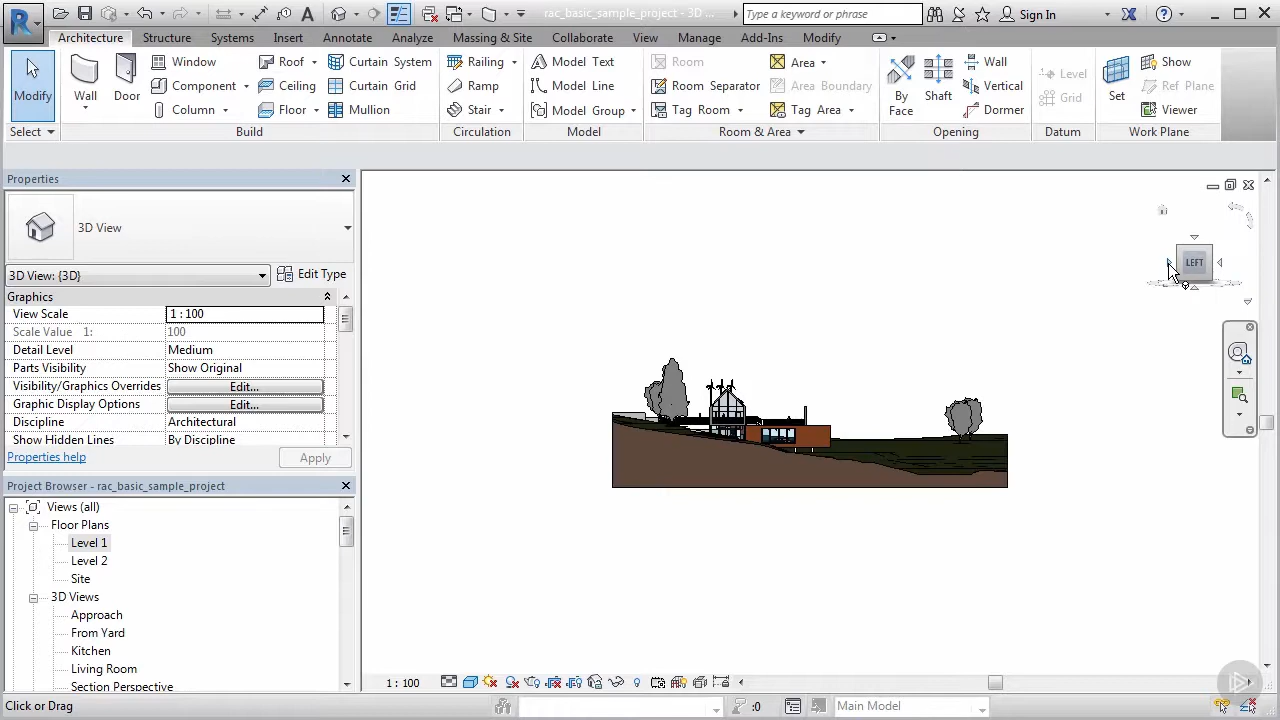 rac_basic_sample_project - 3D ...
Type a keyword or phrase
Sign In
Architecture Structure Systems Insert Annotate Analyze Massing & Site Collaborate View Manage Add-Ins Modify
Modify
Wall
Door
Window
Component
Column
Roof
Ceiling
Floor
Curtain System
Curtain Grid
Mullion
Railing
Ramp
Stair
Model Text
Model Line
Model Group
Room
Room Separator
Tag Room
Area
Area Boundary
Tag Area
By Face
Shaft
Wall
Vertical
Dormer
Level
Grid
Set
Show
Ref Plane
Viewer
Select Build Circulation Model Room & Area Opening Datum Work Plane
Properties
3D View
3D View: {3D} Edit Type
Graphics
View Scale 1 : 100
Scale Value 1: 100
Detail Level Medium
Parts Visibility Show Original
Visibility/Graphics Overrides Edit...
Graphic Display Options Edit...
Discipline Architectural
Show Hidden Lines By Discipline
Properties help Apply
Project Browser - rac_basic_sample_project
Views (all)
Floor Plans
Level 1
Level 2
Site
3D Views
Approach
From Yard
Kitchen
Living Room
Section Perspective
LEFT
1 : 100
Click or Drag
:0
Main Model